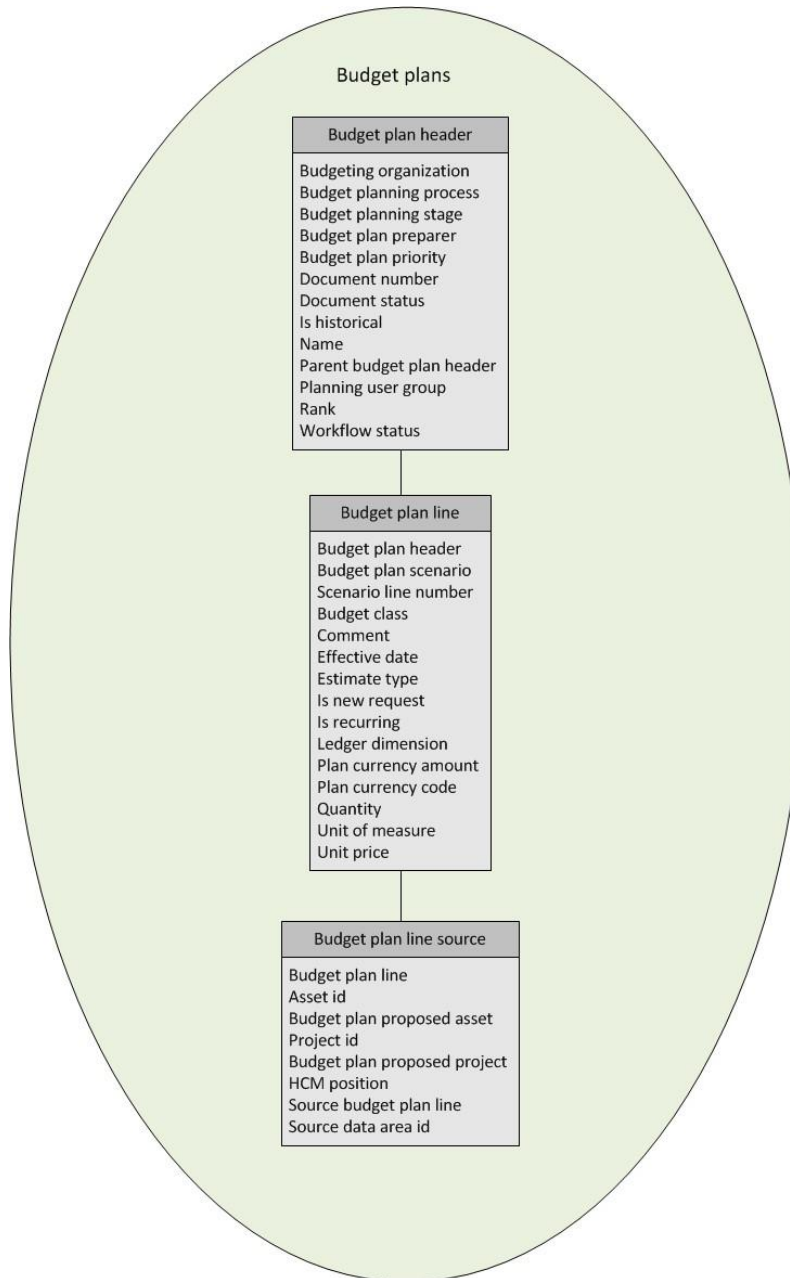 Budget plans
Budget plan header
Budgeting organization
Budget planning process
Budget planning stage
Budget plan preparer
Budget plan priority
Document number
Document status
Is historical
Name
Parent budget plan header
Planning user group
Rank
Workflow status
Budget plan line
Budget plan header
Budget plan scenario
Scenario line number
Budget class
Comment
Effective date
Estimate type
Is new request
Is recurring
Ledger dimension
Plan currency amount
Plan currency code
Quantity
Unit of measure
Unit price
Budget plan line source
Budget plan line
Asset id
Budget plan proposed asset
Project id
Budget plan proposed project
HCM position
Source budget plan line
Source data area id